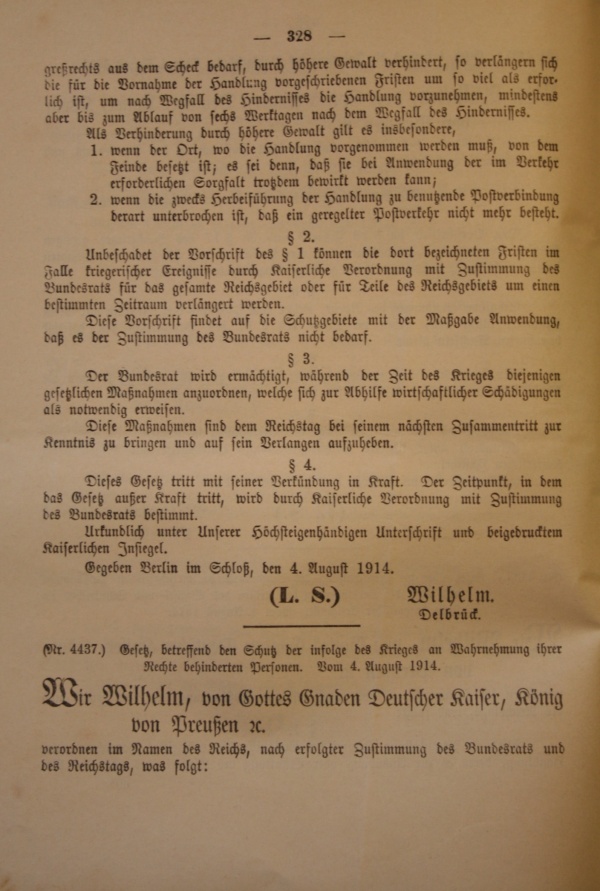 — 328 —
greßrechts aus dem Scheck bedarf, durch höhere Gewalt verhindert, so verlängern sich
die für die Vornahme der Handlung vorgeschriebenen Fristen um so viel als erfor-
lich ist, um nach Wegfall des Hindernisses die Handlung vorzunehmen, mindestens
aber bis zum Ablauf von sechs Werktagen nach dem Wegfall des Hindernisses.
Als Verhinderung durch höhere Gewalt gilt es insbesondere,
1. wenn der Ort, wo die Handlung vorgenommen werden muß, von dem
Feinde besetzt ist; es sei denn, daß sie bei Anwendung der im Verkehr
erforderlichen Sorgfalt trotzdem bewirkt werden kann;
2. wenn die zwecks Herbeiführung der Handlung zu benutzende Postverbindung
derart unterbrochen ist, daß ein geregelter Postverkehr nicht mehr besteht.
§ 2.
Unbeschadet der Vorschrift des § 1 können die dort bezeichneten Fristen im
Falle kriegerischer Ereignisse durch Kaiserliche Verordnung mit Zustimmung des
Bundesrats für das gesamte Reichsgebiet oder für Teile des Reichsgebiets um einen
bestimmten Zeitraum verlängert werden.
Diese Vorschrift findet auf die Schutzgebiete mit der Maßgabe Anwendung,
daß es der Zustimmung des Bundesrats nicht bedarf.
§ 3.
Der Bundesrat wird ermächtigt, während der Zeit des Krieges diejenigen
gesetzlichen Maßnahmen anzuordnen, welche sich zur Abhilfe wirtschaftlicher Schädigungen
als notwendig erweisen.
Diese Maßnahmen sind dem Reichstag bei seinem nächsten Zusammentritt zur
Kenntnis zu bringen und auf sein Verlangen aufzuheben.
§ 4.
Dieses Gesetz tritt mit seiner Verkündung in Kraft. Der Zeitpunkt, in dem
das Gesetz außer Kraft tritt, wird durch Kaiserliche Verordnung mit Zustimmung
des Bundesrats bestimmt.
Urkundlich unter Unserer Höchsteigenhändigen Unterschrift und beigedrucktem
Kaiserlichen Insiegel.
Gegeben Berlin im Schloß, den 4. August 1914.
(L. S.) Wilhelm.
Delbrück.
(Nr. 4437.) Gesetz, betreffend den Schutz der infolge des Krieges an Wahrnehmung ihrer
Rechte behinderten Personen. Vom 4. August 1914.
Wir Wilhelm, von Gottes Gnaden Deutscher Kaiser, König
von Preußen ꝛc.
verordnen im Namen des Reichs, nach erfolgter Zustimmung des Bundesrats und
des Reichstags, was folgt: